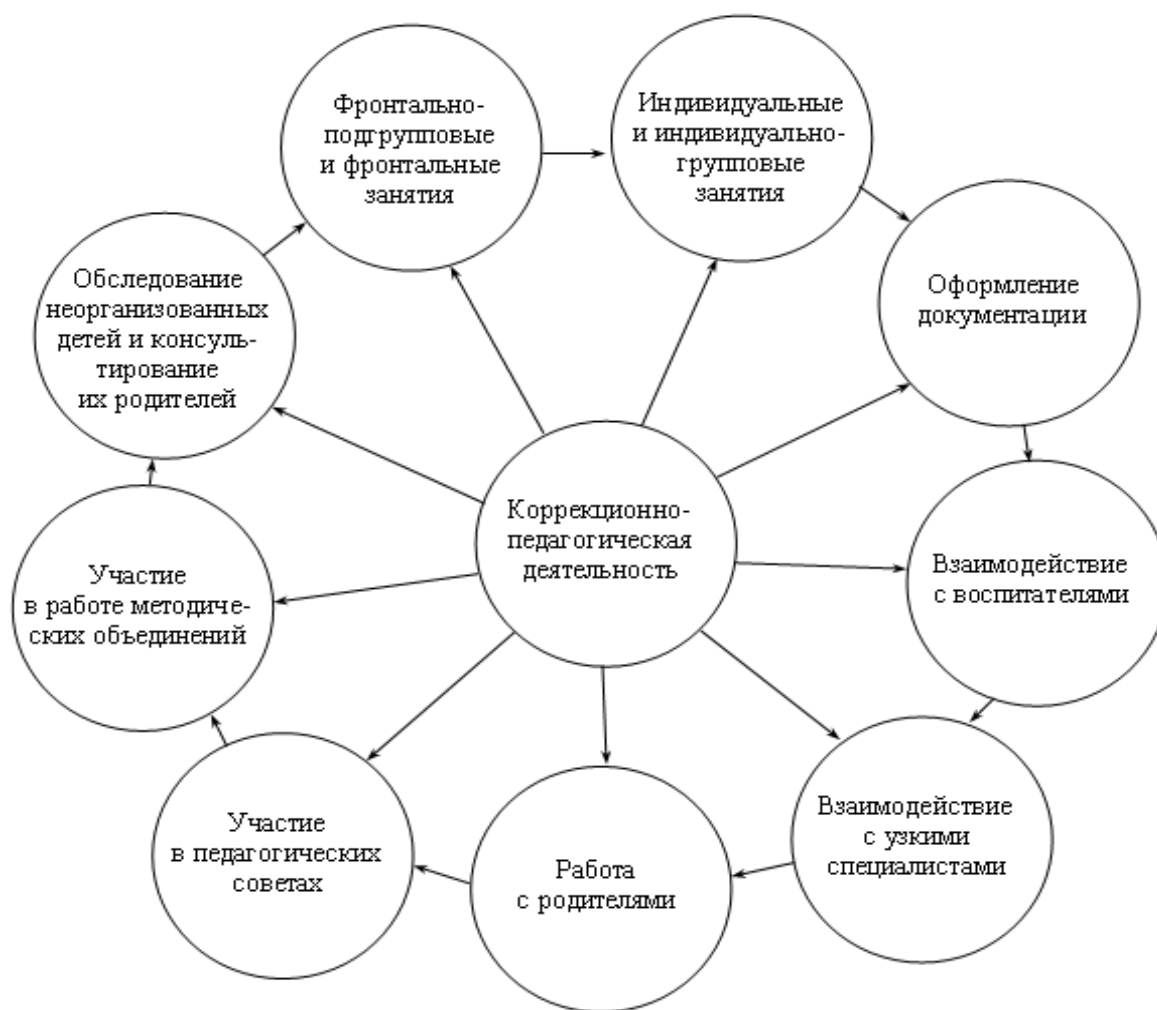 Фронтально-
подгрупповые
и фронтальные
занятия
Индивидуальные
и индивидуально-
групповые
занятия
Оформление
документации
Взаимодействие
с воспитателями
Взаимодействие
с узкими
специалистами
Работа
с родителями
Участие
в педагогических
советах
Участие
в работе методиче-
ских объединений
Обследование
неорганизованных
детей и консуль-
тирование
их родителей
Коррекционно-
педагогическая
деятельность